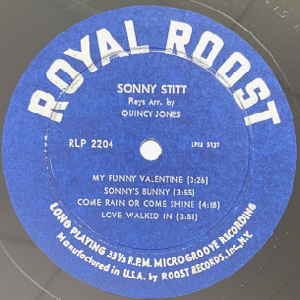 ROYAL ROOST
SONNY STITT
Plays Arr. by
QUINCY JONES
RLP 2204
MY FUNNY VALENTINE (3:26)
SONNY'S BUNNY (3:55)
COME RAIN OR COME SHINE (4:18)
LOVE WALKED IN (3:51)
LONG PLAYING 33⅓ R.P.M. MICROGROOVE RECORDING
Manufactured in U.S.A. by ROOST RECORDS, Inc., N.Y.